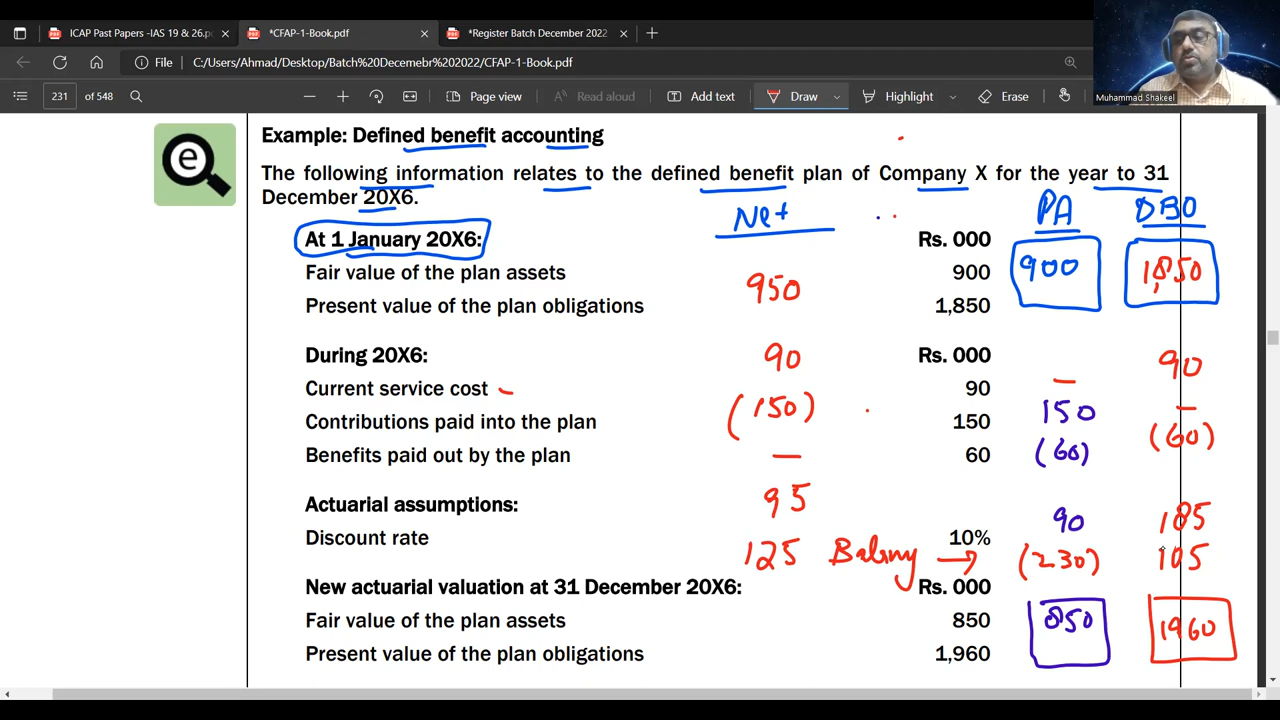 ICAP Past Papers -IAS 19 & 26.pdf
*CFAP-1-Book.pdf
*Register Batch December 2022
File
C:/Users/Ahmad/Desktop/Batch%20Decemebr%202022/CFAP-1-Book.pdf
231 of 548
Page view
Read aloud
Add text
Draw
Highlight
Erase
Muhammad Shakeel
e
Example: Defined benefit accounting
The following information relates to the defined benefit plan of Company X for the year to 31
December 20X6.
Net PA DBO
At 1 January 20X6: Rs. 000
Fair value of the plan assets 900 900 1,850
950
Present value of the plan obligations 1,850
During 20X6: 90 Rs. 000 90
Current service cost 90 –
(150) 150 –
Contributions paid into the plan 150
Benefits paid out by the plan – 60 (60) (60)
Actuarial assumptions: 95
90 185
Discount rate 10%
125 Balany → (230) 105
New actuarial valuation at 31 December 20X6: Rs. 000
Fair value of the plan assets 850 850 1960
Present value of the plan obligations 1,960